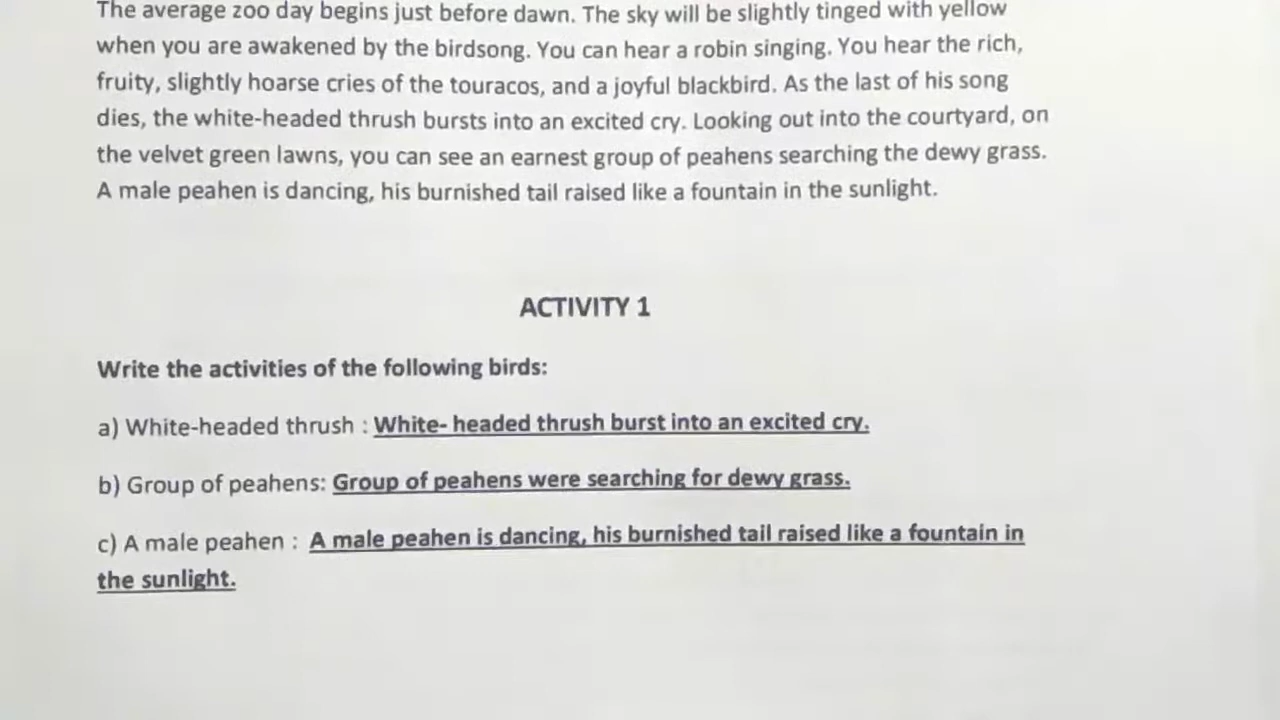 The average zoo day begins just before dawn. The sky will be slightly tinged with yellow
when you are awakened by the birdsong. You can hear a robin singing. You hear the rich,
fruity, slightly hoarse cries of the touracos, and a joyful blackbird. As the last of his song
dies, the white-headed thrush bursts into an excited cry. Looking out into the courtyard, on
the velvet green lawns, you can see an earnest group of peahens searching the dewy grass.
A male peahen is dancing, his burnished tail raised like a fountain in the sunlight.
ACTIVITY 1
Write the activities of the following birds:
a) White-headed thrush : White- headed thrush burst into an excited cry.
b) Group of peahens: Group of peahens were searching for dewy grass.
c) A male peahen : A male peahen is dancing, his burnished tail raised like a fountain in
the sunlight.